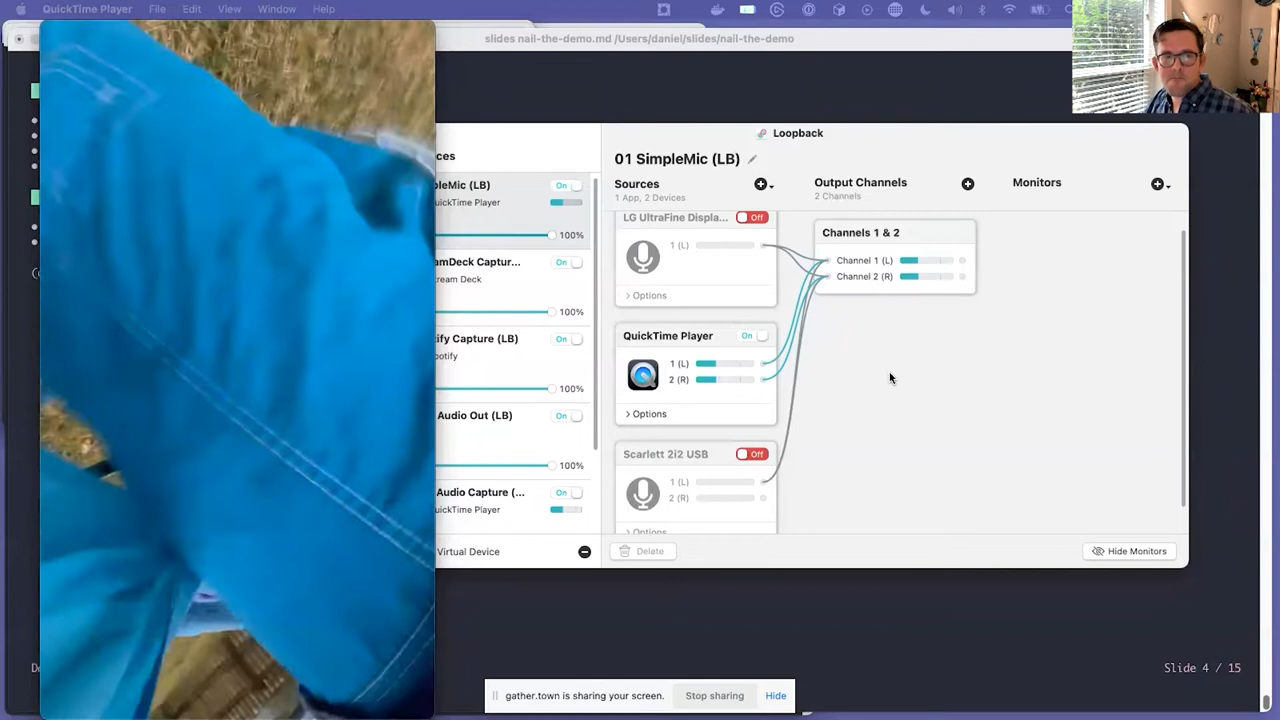 QuickTime Player File Edit View Window Help
slides nail-the-demo.md /Users/daniel/slides/nail-the-demo
Loopback
ces
01 SimpleMic (LB)
pleMic (LB) On
QuickTime Player
100%
amDeck Captur... On
tream Deck
100%
ify Capture (LB) On
potify
100%
Audio Out (LB) On
100%
Audio Capture (... On
QuickTime Player
Virtual Device
Sources
1 App, 2 Devices
Output Channels
2 Channels
Monitors
LG UltraFine Displa... Off
1 (L)
Options
QuickTime Player On
1 (L)
2 (R)
Options
Scarlett 2i2 USB Off
1 (L)
2 (R)
Options
Channels 1 & 2
Channel 1 (L)
Channel 2 (R)
Delete
Hide Monitors
Slide 4 / 15
gather.town is sharing your screen. Stop sharing Hide